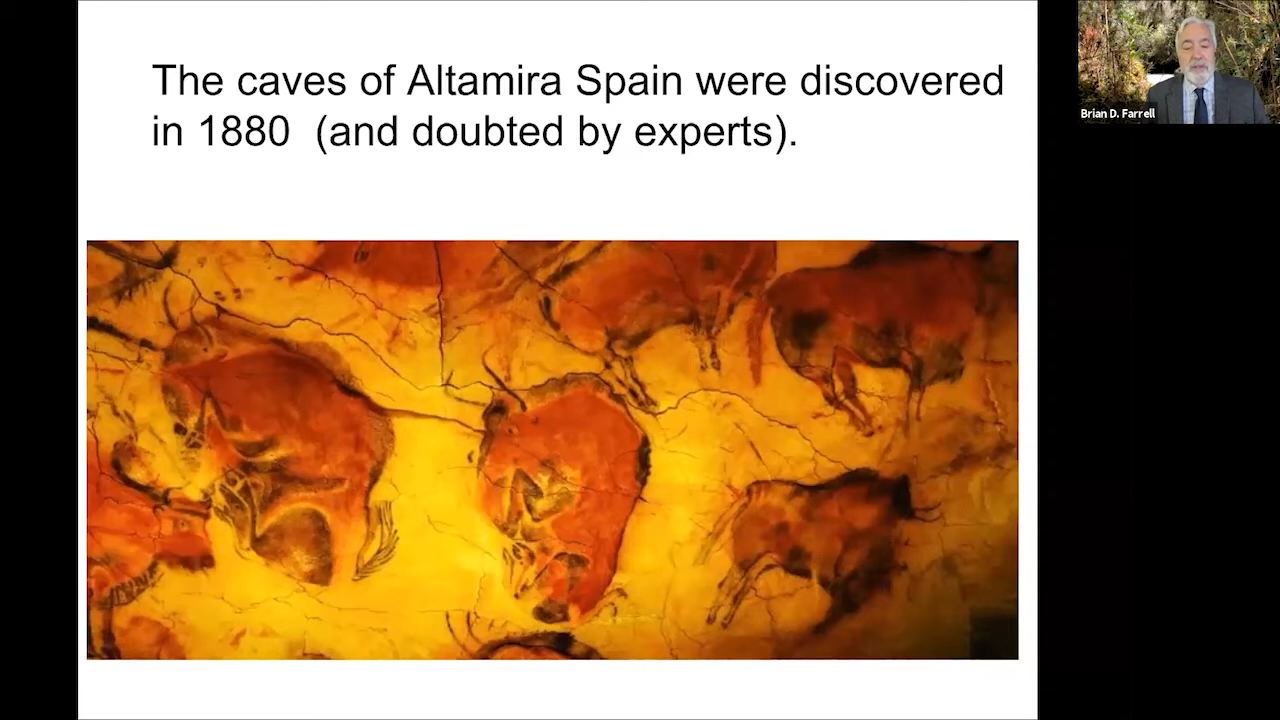 The caves of Altamira Spain were discovered
in 1880  (and doubted by experts).
Brian D. Farrell